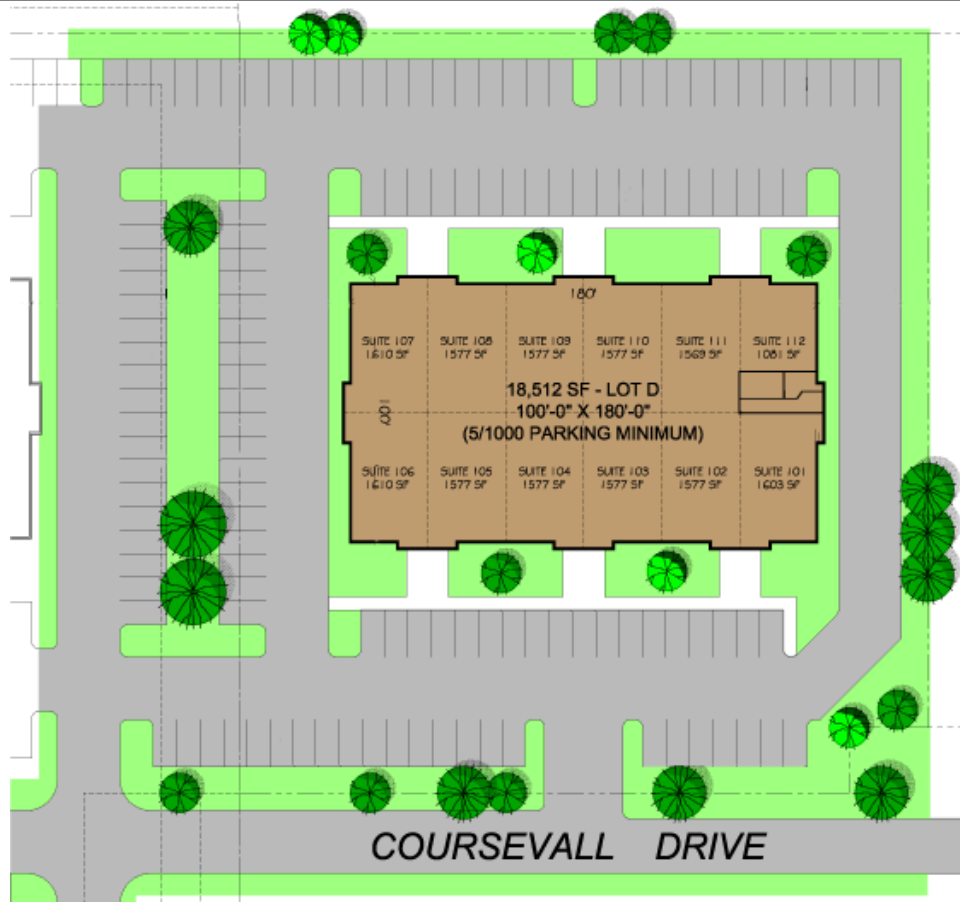 180'
SUITE 107
1610 SF
SUITE 108
1577 SF
SUITE 109
1577 SF
SUITE 110
1577 SF
SUITE 111
1569 SF
SUITE 112
1081 SF
18,512 SF - LOT D
100'-0" X 180'-0"
(5/1000 PARKING MINIMUM)
100'
SUITE 106
1610 SF
SUITE 105
1577 SF
SUITE 104
1577 SF
SUITE 103
1577 SF
SUITE 102
1577 SF
SUITE 101
1603 SF
COURSEVALL DRIVE